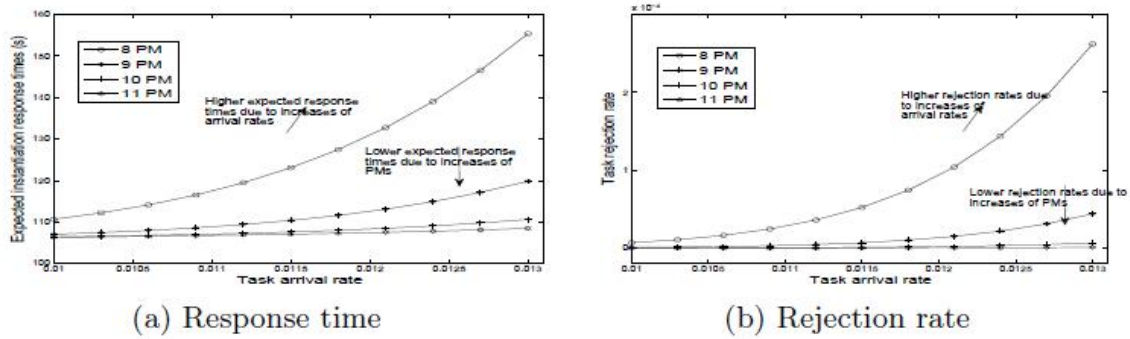 160
150
140
130
120
110
100
Expected instantiation response times (s)
8 PM
9 PM
10 PM
11 PM
Higher expected response
times due to increases of
arrival rates
Lower expected response
times due to increases of
PMs
0.01
0.0105
0.011
0.0115
0.012
0.0125
0.013
Task arrival rate
(a) Response time
x 10⁻⁴
2
1
0
Task rejection rate
8 PM
9 PM
10 PM
11 PM
Higher rejection rates due
to increases of
arrival rates
Lower rejection rates due to
increases of PMs
0.01
0.0105
0.011
0.0115
0.012
0.0125
0.013
Task arrival rate
(b) Rejection rate